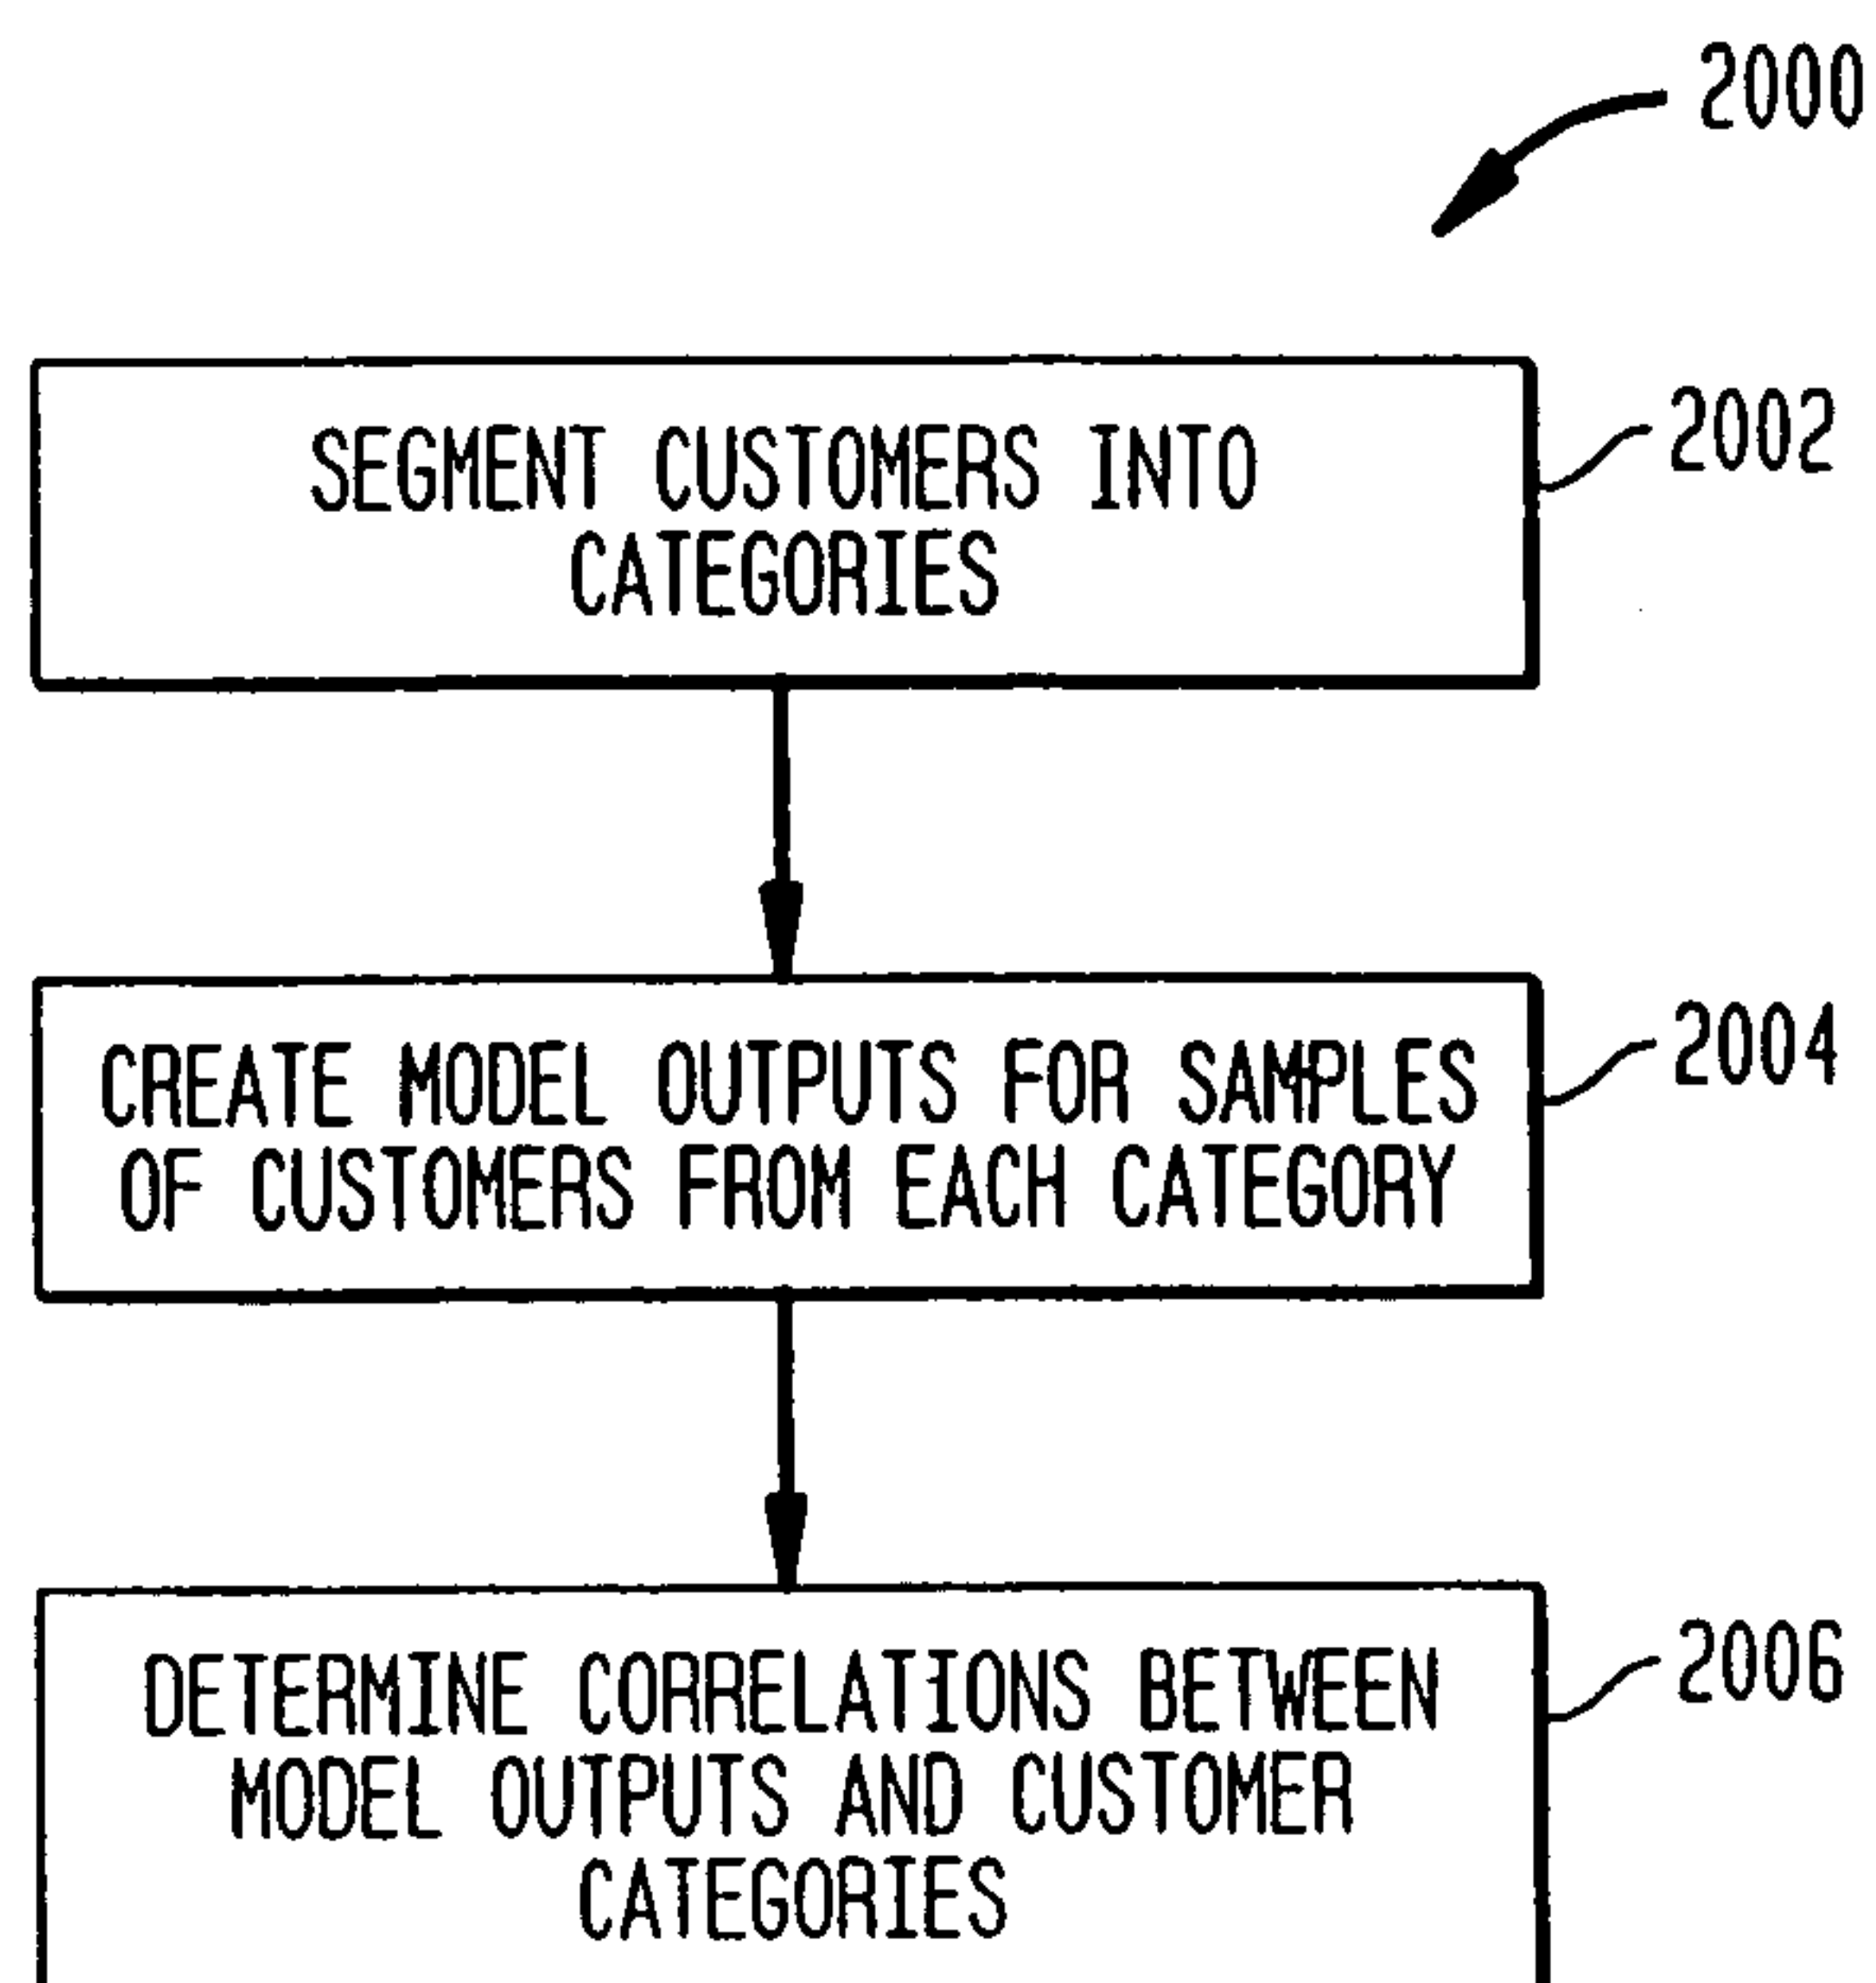 2000
SEGMENT CUSTOMERS INTO
CATEGORIES
2002
CREATE MODEL OUTPUTS FOR SAMPLES
OF CUSTOMERS FROM EACH CATEGORY
2004
DETERMINE CORRELATIONS BETWEEN
MODEL OUTPUTS AND CUSTOMER
CATEGORIES
2006